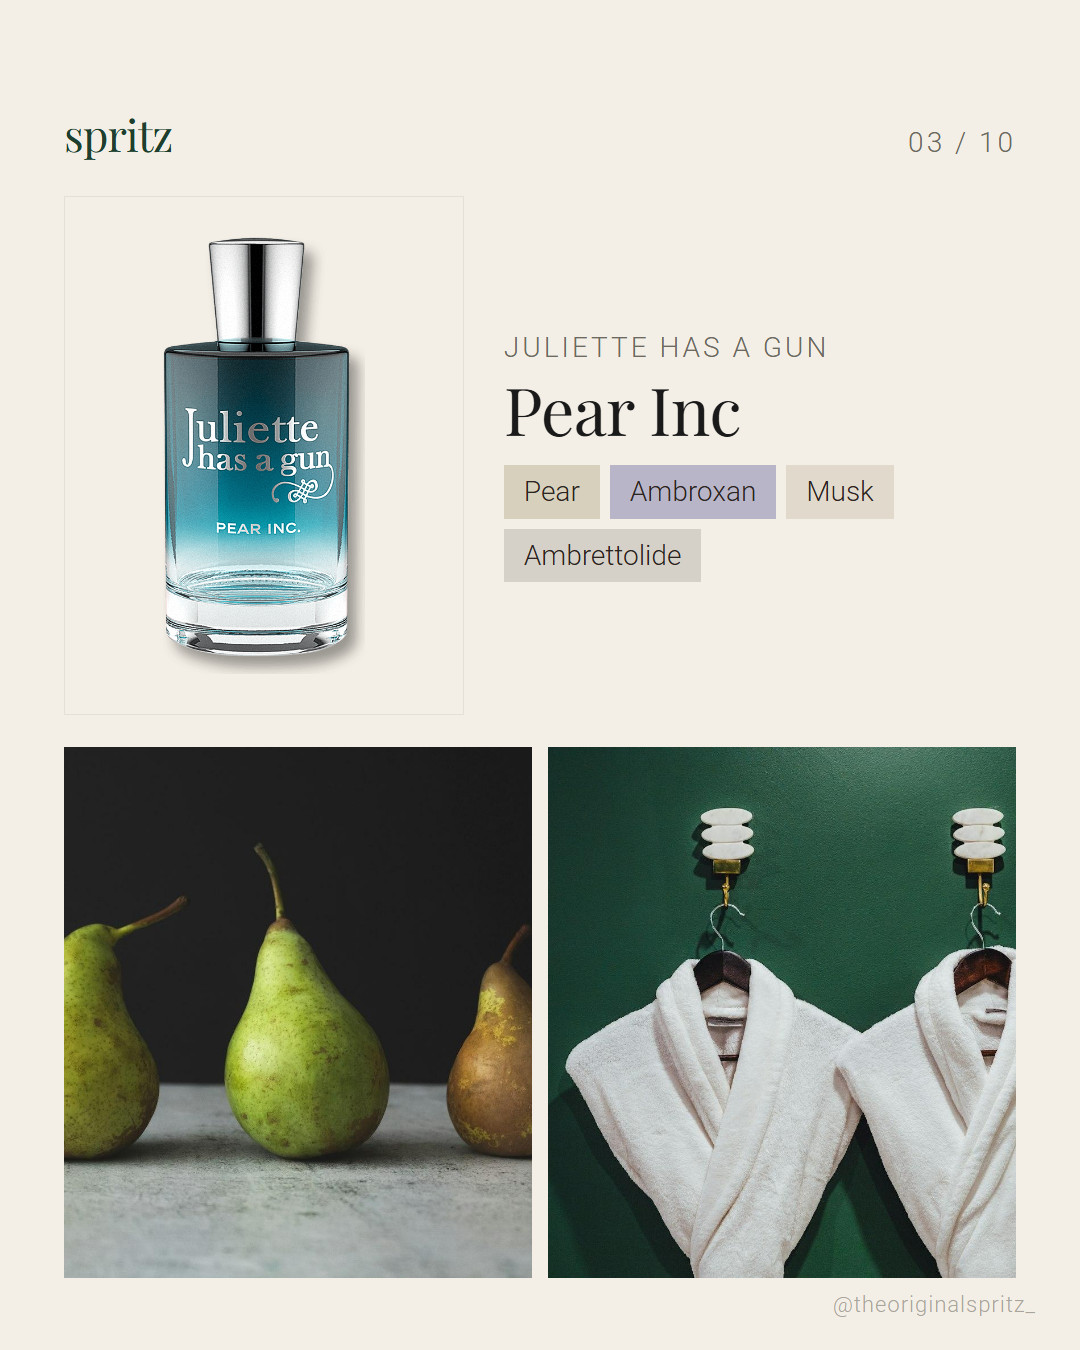 spritz
03 / 10
Juliette
has a gun
PEAR INC.
JULIETTE HAS A GUN
Pear Inc
Pear
Ambroxan
Musk
Ambrettolide
@theoriginalspritz_